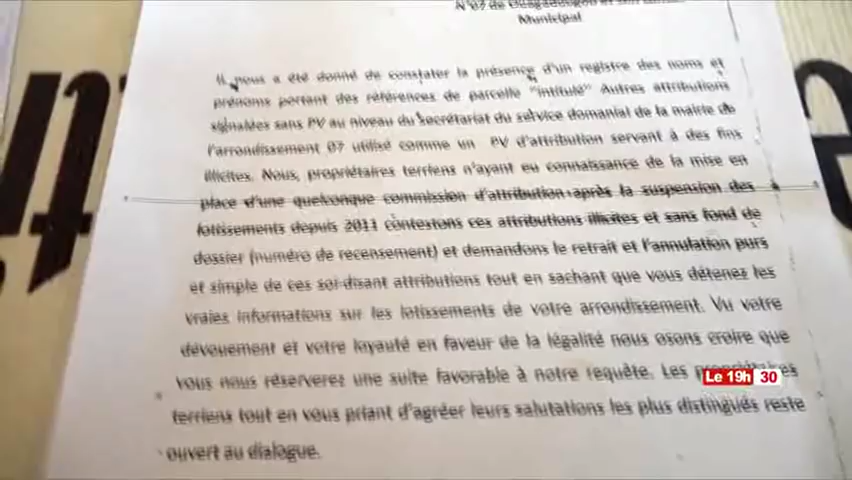 N°07 de Ouagadougou et son
Municipal
Il nous a été donné de constater la présence d'un registre des noms et
prénoms portant des références de parcelle "intitulé" Autres attributions
signalées sans PV au niveau du Secrétariat du service domanial de la mairie de
l'arrondissement 07 utilisé comme un PV d'attribution servant à des fins
illicites. Nous, propriétaires terriens n'ayant eu connaissance de la mise en
place d'une quelconque commission d'attribution après la suspension des
lotissements depuis 2011 contestons ces attributions illicites et sans fond de
dossier (numéro de recensement) et demandons le retrait et l'annulation purs
et simple de ces soi-disant attributions tout en sachant que vous détenez les
vraies informations sur les lotissements de votre arrondissement. Vu votre
dévouement et votre loyauté en faveur de la légalité nous osons croire que
vous nous réserverez une suite favorable à notre requête. Les propriétaires
terriens tout en vous priant d'agréer leurs salutations les plus distingués reste
ouvert au dialogue.
Le 19h 30